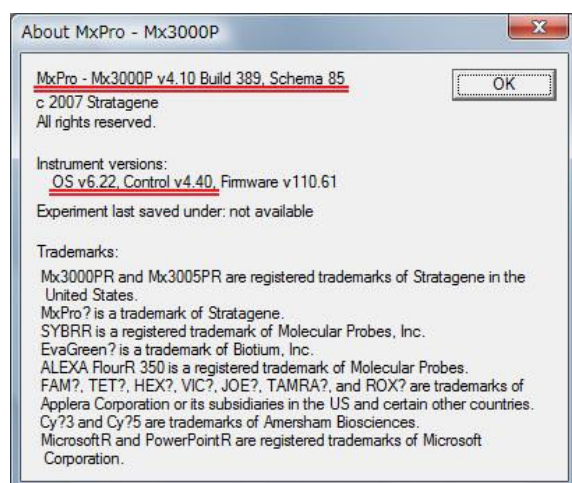 About MxPro - Mx3000P
MxPro - Mx3000P v4.10 Build 389, Schema 85
OK
c 2007 Stratagene
All rights reserved.
Instrument versions:
OS v6.22, Control v4.40, Firmware v110.61
Experiment last saved under: not available
Trademarks:
Mx3000PR and Mx3005PR are registered trademarks of Stratagene in the
United States.
MxPro? is a trademark of Stratagene.
SYBRR is a registered trademark of Molecular Probes, Inc.
EvaGreen? is a trademark of Biotium, Inc.
ALEXA FlourR 350 is a registered trademark of Molecular Probes.
FAM?, TET?, HEX?, VIC?, JOE?, TAMRA?, and ROX? are trademarks of
Applera Corporation or its subsidiaries in the US and certain other countries.
Cy?3 and Cy?5 are trademarks of Amersham Biosciences.
MicrosoftR and PowerPointR are registered trademarks of Microsoft
Corporation.